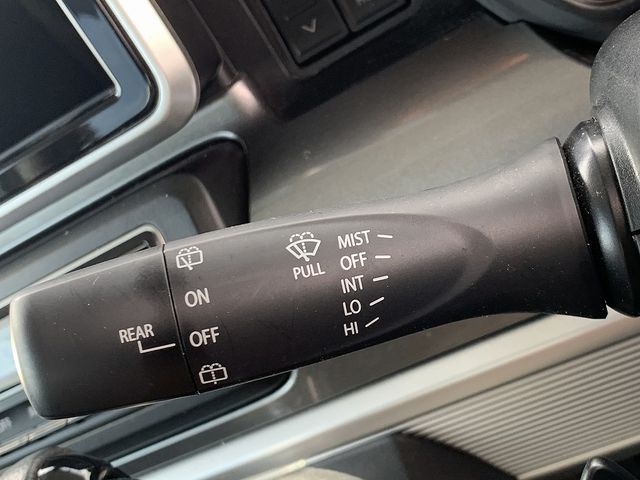 MIST
OFF
PULL
INT
ON
LO
HI
REAR
OFF